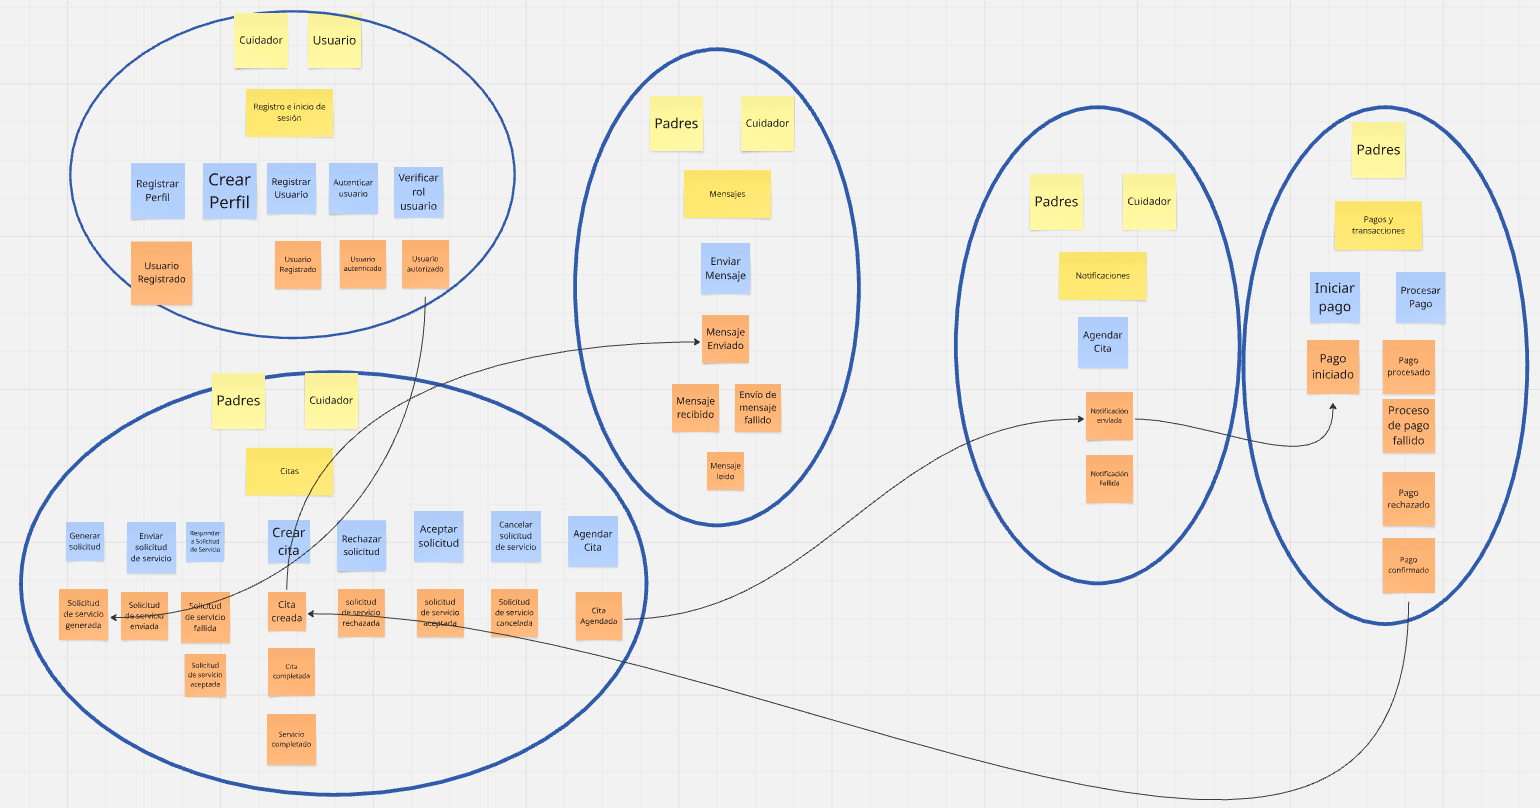 Cuidador
Usuario
Registro e inicio de
sesión
Registrar
Perfil
Crear
Perfil
Registrar
Usuario
Autenticar
usuario
Verificar
rol
usuario
Usuario
Registrado
Usuario
Registrado
Usuario
autenticado
Usuario
autorizado
Padres
Cuidador
Citas
Generar
solicitud
Enviar
solicitud
de servicio
Responder
a Solicitud
de Servicio
Crear
cita
Rechazar
solicitud
Aceptar
solicitud
Cancelar
solicitud
de servicio
Agendar
Cita
Solicitud
de servicio
generada
Solicitud
de servicio
enviada
Solicitud
de servicio
fallida
Cita
creada
solicitud
de servicio
rechazada
solicitud
de servicio
aceptada
Solicitud
de servicio
cancelada
Cita
Agendada
Solicitud
de servicio
aceptada
Cita
completada
Servicio
completado
Padres
Cuidador
Mensajes
Enviar
Mensaje
Mensaje
Enviado
Mensaje
recibido
Envío de
mensaje
fallido
Mensaje
leido
Padres
Cuidador
Notificaciones
Agendar
Cita
Notificación
enviada
Notificación
Fallida
Padres
Pagos y
transacciones
Iniciar
pago
Procesar
Pago
Pago
iniciado
Pago
procesado
Proceso
de pago
fallido
Pago
rechazado
Pago
confirmado